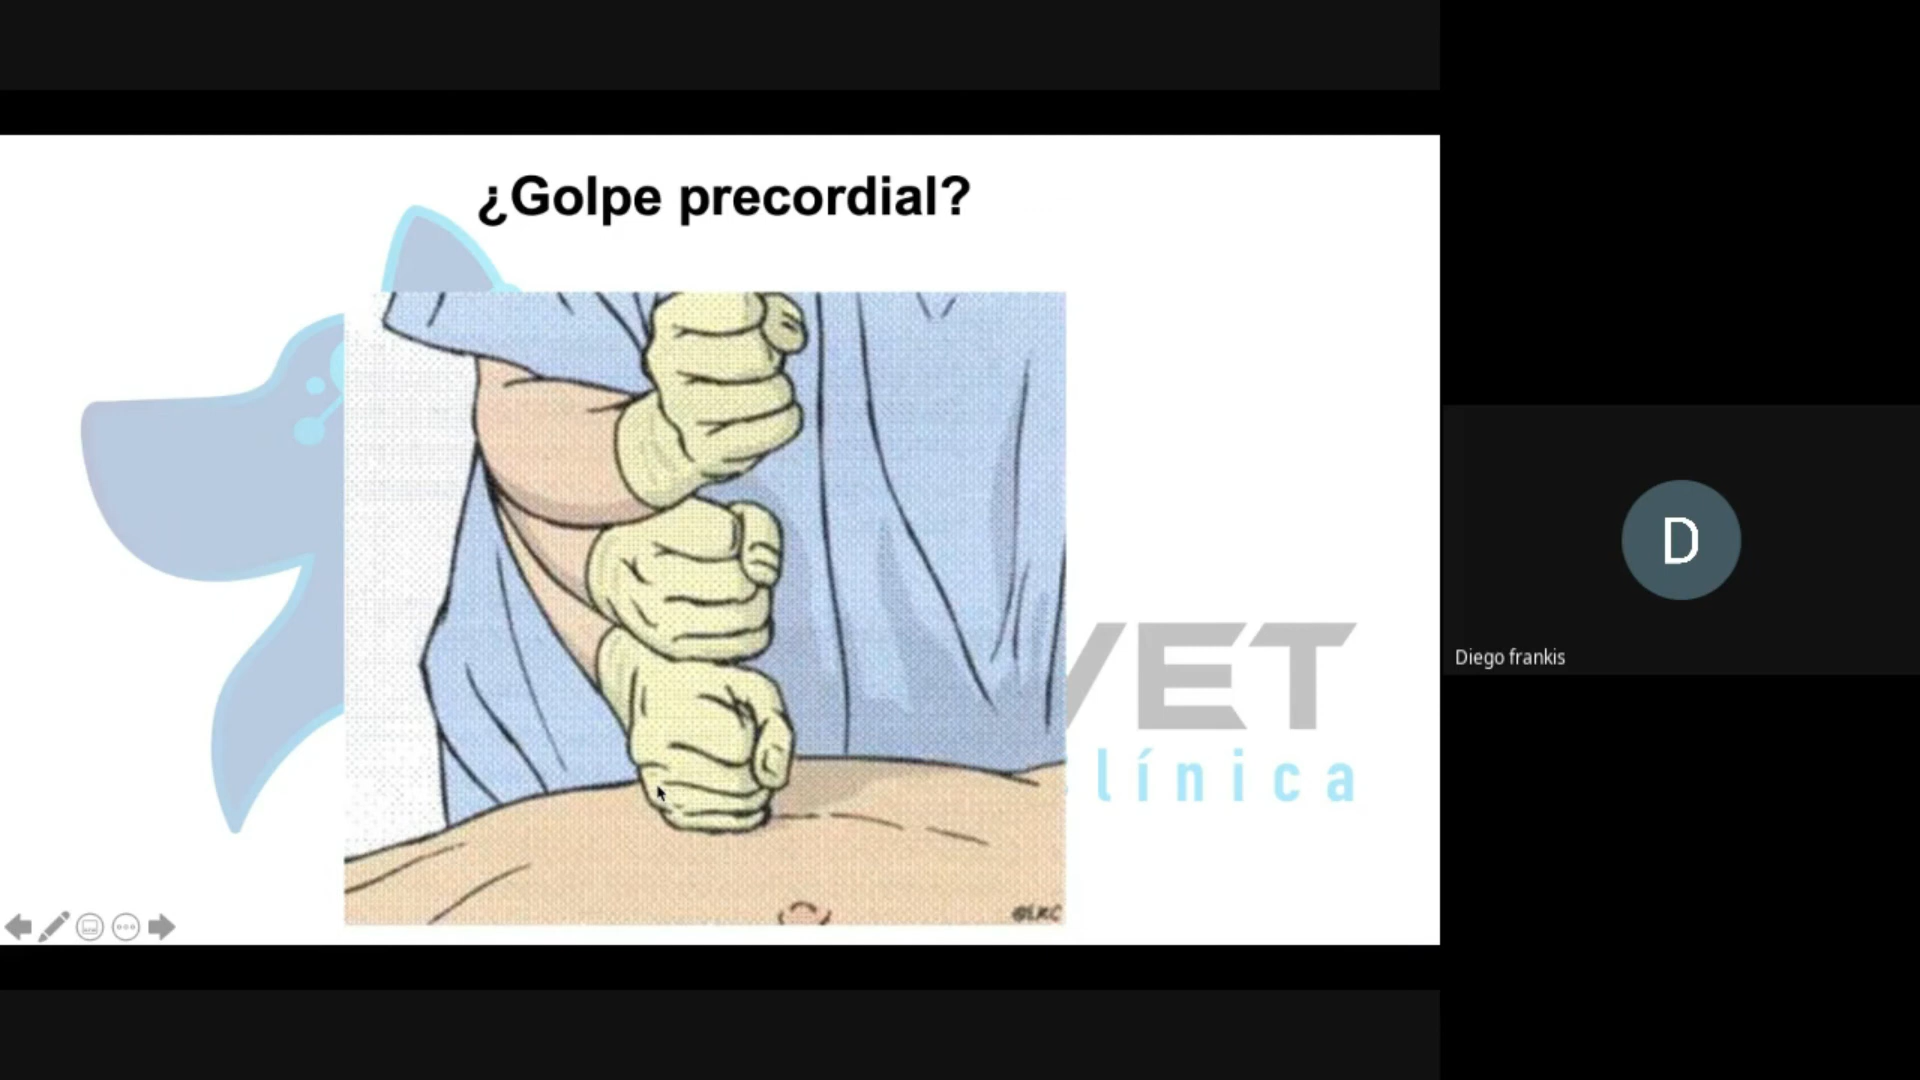 ¿Golpe precordial?
VET
línica
D
Diego frankis